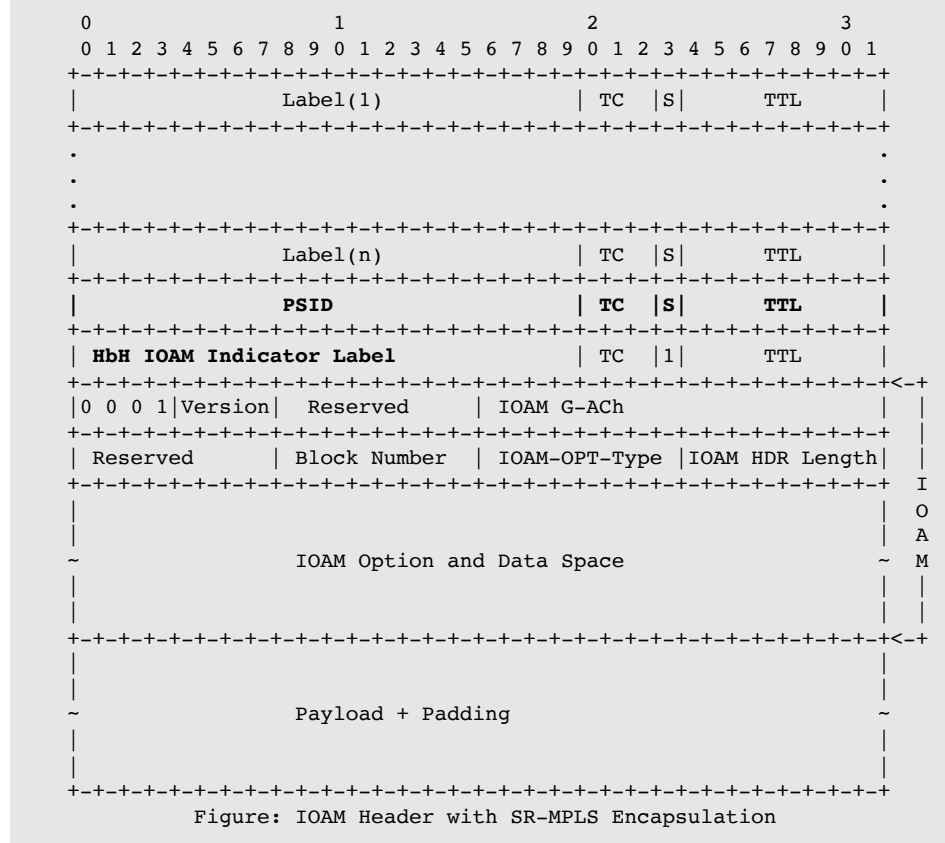 0                   1                   2                   3
 0 1 2 3 4 5 6 7 8 9 0 1 2 3 4 5 6 7 8 9 0 1 2 3 4 5 6 7 8 9 0 1
+-+-+-+-+-+-+-+-+-+-+-+-+-+-+-+-+-+-+-+-+-+-+-+-+-+-+-+-+-+-+-+-+
|                Label(1)               | TC  |S|      TTL      |
+-+-+-+-+-+-+-+-+-+-+-+-+-+-+-+-+-+-+-+-+-+-+-+-+-+-+-+-+-+-+-+-+
.                                                               .
.                                                               .
.                                                               .
+-+-+-+-+-+-+-+-+-+-+-+-+-+-+-+-+-+-+-+-+-+-+-+-+-+-+-+-+-+-+-+-+
|                Label(n)               | TC  |S|      TTL      |
+-+-+-+-+-+-+-+-+-+-+-+-+-+-+-+-+-+-+-+-+-+-+-+-+-+-+-+-+-+-+-+-+
|                PSID                   | TC  |S|      TTL      |
+-+-+-+-+-+-+-+-+-+-+-+-+-+-+-+-+-+-+-+-+-+-+-+-+-+-+-+-+-+-+-+-+
| HbH IOAM Indicator Label              | TC  |1|      TTL      |
+-+-+-+-+-+-+-+-+-+-+-+-+-+-+-+-+-+-+-+-+-+-+-+-+-+-+-+-+-+-+-+-+<-+
|0 0 0 1|Version|  Reserved     | IOAM G-ACh                    |  |
+-+-+-+-+-+-+-+-+-+-+-+-+-+-+-+-+-+-+-+-+-+-+-+-+-+-+-+-+-+-+-+-+  |
| Reserved      | Block Number  | IOAM-OPT-Type |IOAM HDR Length|  |
+-+-+-+-+-+-+-+-+-+-+-+-+-+-+-+-+-+-+-+-+-+-+-+-+-+-+-+-+-+-+-+-+  I
|                                                               |  O
|                                                               |  A
~                 IOAM Option and Data Space                    ~  M
|                                                               |  |
|                                                               |  |
+-+-+-+-+-+-+-+-+-+-+-+-+-+-+-+-+-+-+-+-+-+-+-+-+-+-+-+-+-+-+-+-+<-+
|                                                               |
|                                                               |
~                 Payload + Padding                             ~
|                                                               |
|                                                               |
+-+-+-+-+-+-+-+-+-+-+-+-+-+-+-+-+-+-+-+-+-+-+-+-+-+-+-+-+-+-+-+-+
Figure: IOAM Header with SR-MPLS Encapsulation